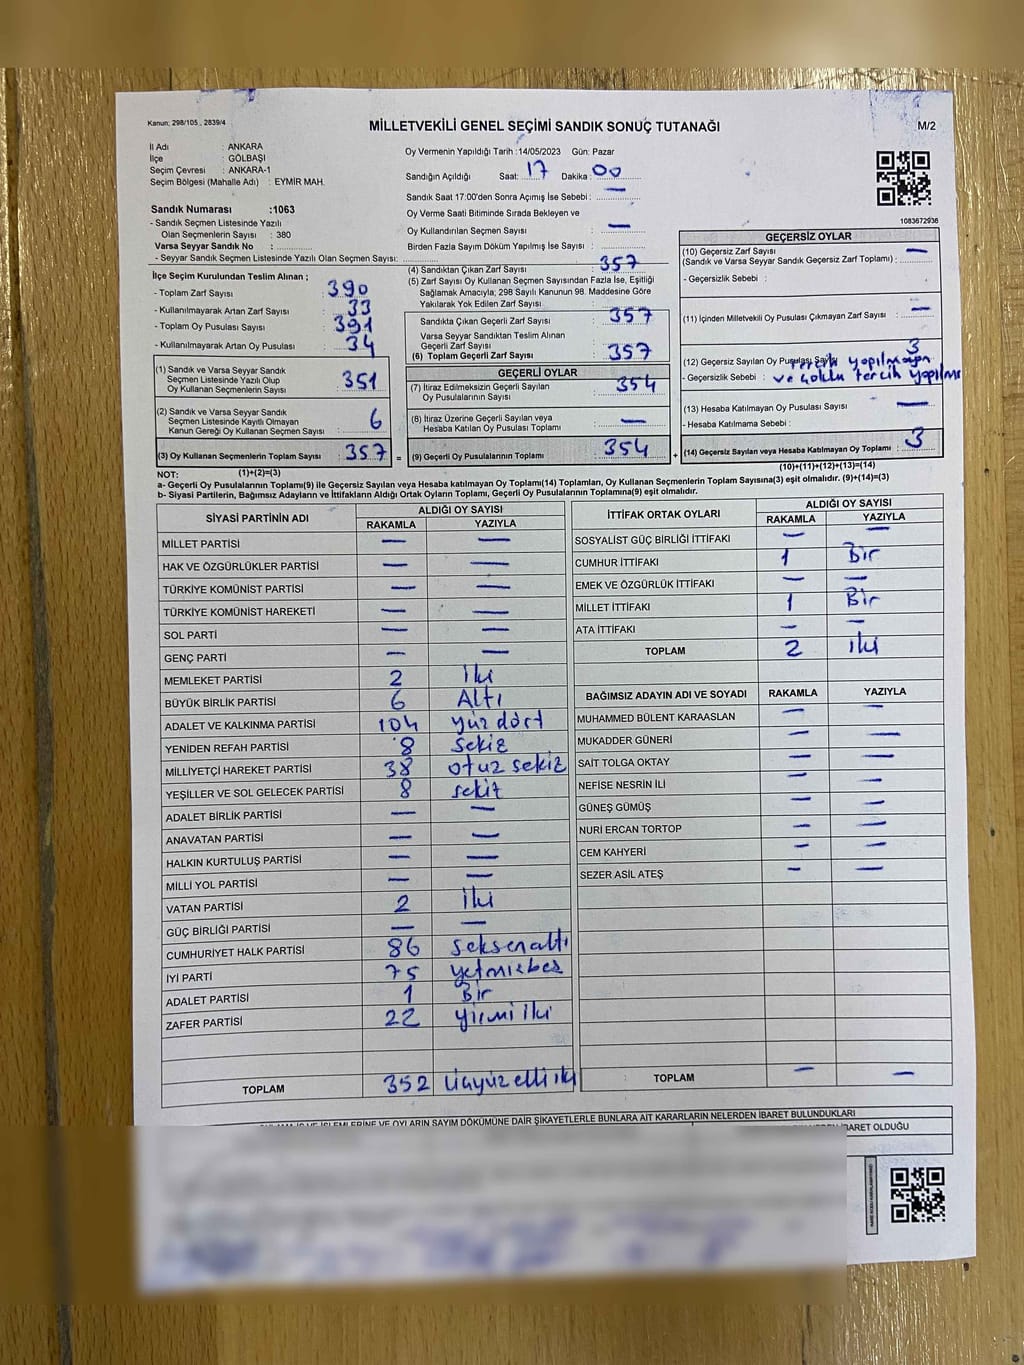 Kanun; 298/105 , 2839/4
MİLLETVEKİLİ GENEL SEÇİMİ SANDIK SONUÇ TUTANAĞI
M/2
İl Adı : ANKARA
İlçe : GÖLBAŞI
Seçim Çevresi : ANKARA-1
Seçim Bölgesi (Mahalle Adı) : EYMİR MAH.
Sandık Numarası :1063
- Sandık Seçmen Listesinde Yazılı
Olan Seçmenlerin Sayısı : 380
Varsa Seyyar Sandık No :
- Seyyar Sandık Seçmen Listesinde Yazılı Olan Seçmen Sayısı:
Oy Vermenin Yapıldığı Tarih :14/05/2023 Gün: Pazar
Sandığın Açıldığı Saat: 17 Dakika: 00
Sandık Saat 17:00'den Sonra Açımış İse Sebebi : —
Oy Verme Saati Bitiminde Sırada Bekleyen ve
Oy Kullandırılan Seçmen Sayısı : —
Birden Fazla Sayım Döküm Yapılmış İse Sayısı :
1083672936
İlçe Seçim Kurulundan Teslim Alınan ;
- Toplam Zarf Sayısı : 390
- Kullanılmayarak Artan Zarf Sayısı : 33
- Toplam Oy Pusulası Sayısı : 391
- Kullanılmayarak Artan Oy Pusulası : 34
(1) Sandık ve Varsa Seyyar Sandık
Seçmen Listesinde Yazılı Olup
Oy Kullanan Seçmenlerin Sayısı : 351
(2) Sandık ve Varsa Seyyar Sandık
Seçmen Listesinde Kayıtlı Olmayan
Kanun Gereği Oy Kullanan Seçmen Sayısı : 6
(3) Oy Kullanan Seçmenlerin Toplam Sayısı : 357 =
(1)+(2)=(3)
(4) Sandıktan Çıkan Zarf Sayısı : 357
(5) Zarf Sayısı Oy Kullanan Seçmen Sayısından Fazla İse, Eşitliği
Sağlamak Amacıyla; 298 Sayılı Kanunun 98. Maddesine Göre
Yakılarak Yok Edilen Zarf Sayısı :
Sandıkta Çıkan Geçerli Zarf Sayısı : 357
Varsa Seyyar Sandıktan Teslim Alınan
Geçerli Zarf Sayısı :
(6) Toplam Geçerli Zarf Sayısı : 357
GEÇERLİ OYLAR
(7) İtiraz Edilmeksizin Geçerli Sayılan
Oy Pusulalarının Sayısı : 354
(8) İtiraz Üzerine Geçerli Sayılan veya
Hesaba Katılan Oy Pusulası Toplamı : —
(9) Geçerli Oy Pusulalarının Toplamı : 354 +
GEÇERSİZ OYLAR
(10) Geçersiz Zarf Sayısı —
(Sandık ve Varsa Seyyar Sandık Geçersiz Zarf Toplamı) :
- Geçersizlik Sebebi :
(11) İçinden Milletvekili Oy Pusulası Çıkmayan Zarf Sayısı : —
(12) Geçersiz Sayılan Oy Pusulası Sayısı 3
- Geçersizlik Sebebi : tercih yapılmayan
ve çoklu tercih yapılma
(13) Hesaba Katılmayan Oy Pusulası Sayısı : —
- Hesaba Katılmama Sebebi :
(14) Geçersiz Sayılan veya Hesaba Katılmayan Oy Toplamı : 3
(10)+(11)+(12)+(13)=(14)
NOT:
a- Geçerli Oy Pusulalarının Toplamı(9) ile Geçersiz Sayılan veya Hesaba katılmayan Oy Toplamı(14) Toplamları, Oy Kullanan Seçmenlerin Toplam Sayısına(3) eşit olmalıdır. (9)+(14)=(3)
b- Siyasi Partilerin, Bağımsız Adayların ve İttifakların Aldığı Ortak Oyların Toplamı, Geçerli Oy Pusulalarının Toplamına(9) eşit olmalıdır.
SİYASİ PARTİNİN ADI ALDIĞI OY SAYISI
RAKAMLA YAZIYLA
MİLLET PARTİSİ — —
HAK VE ÖZGÜRLÜKLER PARTİSİ — —
TÜRKİYE KOMÜNİST PARTİSİ — —
TÜRKİYE KOMÜNİST HAREKETİ — —
SOL PARTİ — —
GENÇ PARTİ — —
MEMLEKET PARTİSİ 2 iki
BÜYÜK BİRLİK PARTİSİ 6 Altı
ADALET VE KALKINMA PARTİSİ 104 yüz dört
YENİDEN REFAH PARTİSİ 8 sekiz
MİLLİYETÇİ HAREKET PARTİSİ 38 otuz sekiz
YEŞİLLER VE SOL GELECEK PARTİSİ 8 sekiz
ADALET BİRLİK PARTİSİ — —
ANAVATAN PARTİSİ — —
HALKIN KURTULUŞ PARTİSİ — —
MİLLİ YOL PARTİSİ — —
VATAN PARTİSİ 2 iki
GÜÇ BİRLİĞİ PARTİSİ — —
CUMHURİYET HALK PARTİSİ 86 seksenaltı
İYİ PARTİ 75 yetmişbeş
ADALET PARTİSİ 1 Bir
ZAFER PARTİSİ 22 yirmi iki
TOPLAM 352 üçyüz elli iki
İTTİFAK ORTAK OYLARI ALDIĞI OY SAYISI
RAKAMLA YAZIYLA
SOSYALİST GÜÇ BİRLİĞİ İTTİFAKI — —
CUMHUR İTTİFAKI 1 Bir
EMEK VE ÖZGÜRLÜK İTTİFAKI — —
MİLLET İTTİFAKI 1 Bir
ATA İTTİFAKI — —
TOPLAM 2 iki
BAĞIMSIZ ADAYIN ADI VE SOYADI RAKAMLA YAZIYLA
MUHAMMED BÜLENT KARAASLAN — —
MUKADDER GÜNERİ — —
SAİT TOLGA OKTAY — —
NEFİSE NESRİN İLİ — —
GÜNEŞ GÜMÜŞ — —
NURİ ERCAN TORTOP — —
CEM KAHYERİ — —
SEZER ASİL ATEŞ — —
TOPLAM — —
İŞLEMLERİNE VE OYLARIN SAYIM DÖKÜMÜNE DAİR ŞİKAYETLERLE BUNLARA AİT KARARLARIN NELERDEN İBARET BULUNDUKLARI
İBARET OLDUĞU